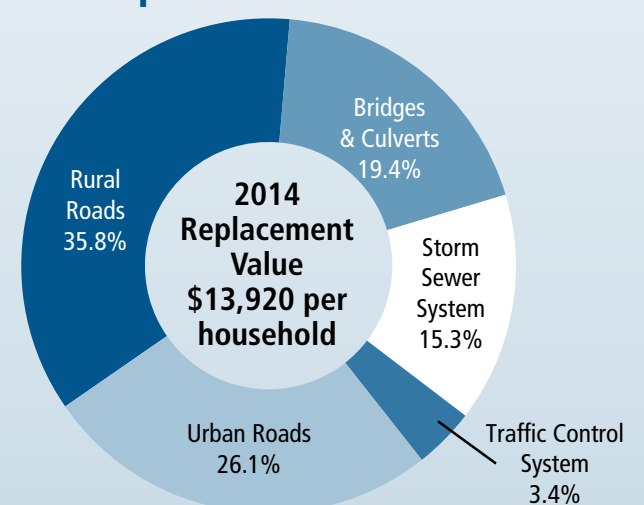 Bridges
& Culverts
19.4%
Rural
Roads
35.8%
2014
Replacement
Value
$13,920 per
household
Storm
Sewer
System
15.3%
Urban Roads
26.1%
Traffic Control
System
3.4%